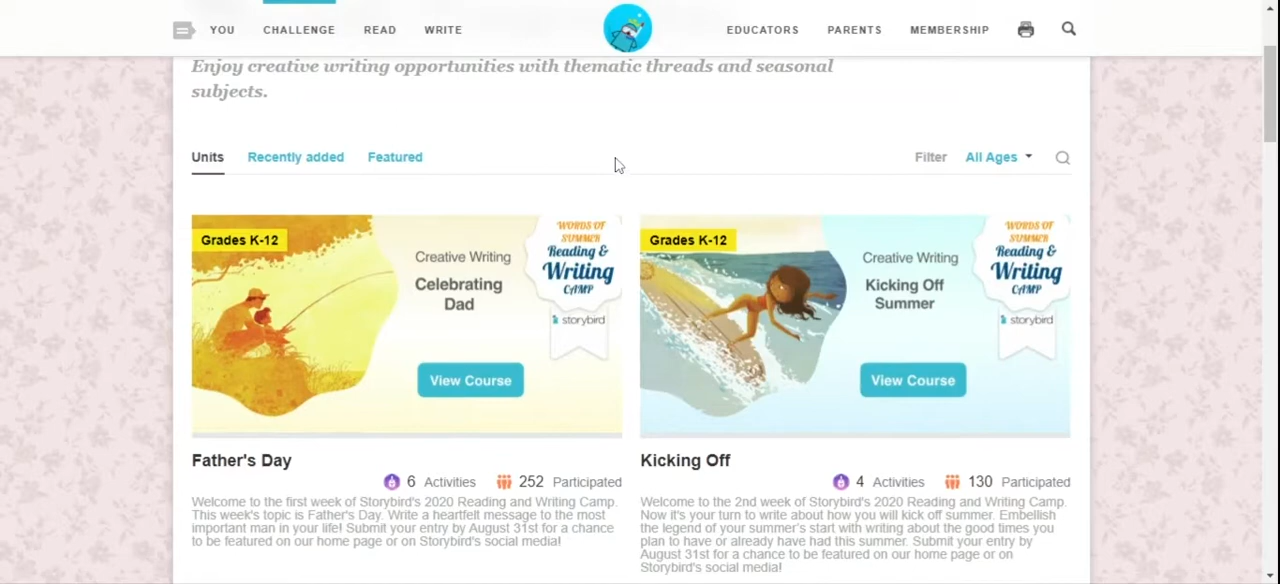 YOU CHALLENGE READ WRITE EDUCATORS PARENTS MEMBERSHIP
Enjoy creative writing opportunities with thematic threads and seasonal
subjects.
Units Recently added Featured Filter All Ages
Grades K-12
Creative Writing
Celebrating
Dad
View Course
WORDS OF
SUMMER
Reading &
Writing
CAMP
storybird
Grades K-12
Creative Writing
Kicking Off
Summer
View Course
WORDS OF
SUMMER
Reading &
Writing
CAMP
storybird
Father's Day
6 Activities 252 Participated
Welcome to the first week of Storybird's 2020 Reading and Writing Camp.
This week's topic is Father's Day. Write a heartfelt message to the most
important man in your life! Submit your entry by August 31st for a chance
to be featured on our home page or on Storybird's social media!
Kicking Off
4 Activities 130 Participated
Welcome to the 2nd week of Storybird's 2020 Reading and Writing Camp.
Now it's your turn to write about how you will kick off summer. Embellish
the legend of your summer's start with writing about the good times you
plan to have or already have had this summer. Submit your entry by
August 31st for a chance to be featured on our home page or on
Storybird's social media!